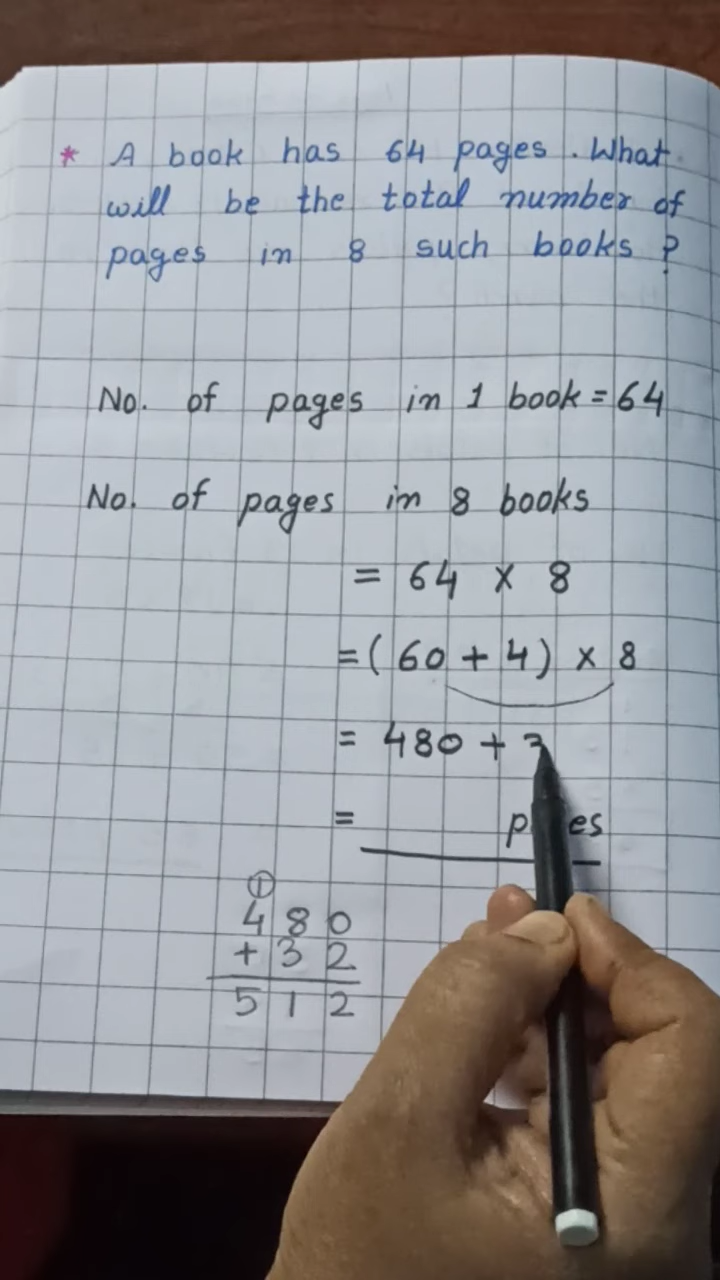 * A book has 64 pages. What
will be the total number of
pages in 8 such books?
No. of pages in 1 book = 64
No. of pages in 8 books
= 64 × 8
= (60 + 4) × 8
= 480 + 3
=
①
480
+ 32
512